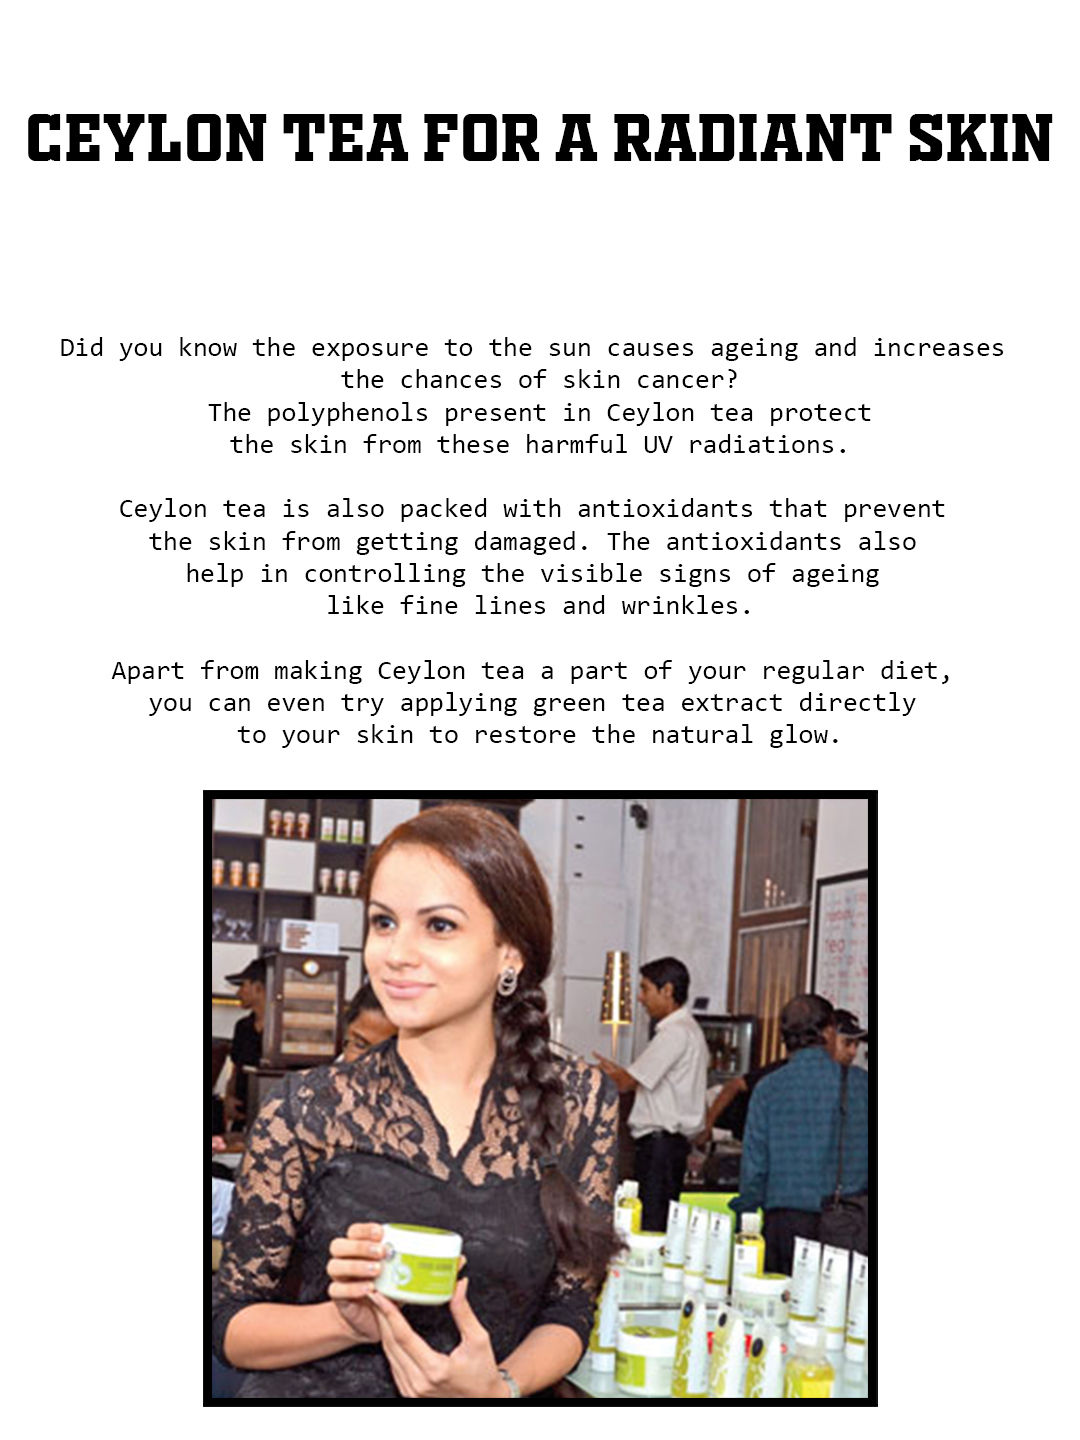 CEYLON TEA FOR A RADIANT SKIN
Did you know the exposure to the sun causes ageing and increases
the chances of skin cancer?
The polyphenols present in Ceylon tea protect
the skin from these harmful UV radiations.
Ceylon tea is also packed with antioxidants that prevent
the skin from getting damaged. The antioxidants also
help in controlling the visible signs of ageing
like fine lines and wrinkles.
Apart from making Ceylon tea a part of your regular diet,
you can even try applying green tea extract directly
to your skin to restore the natural glow.